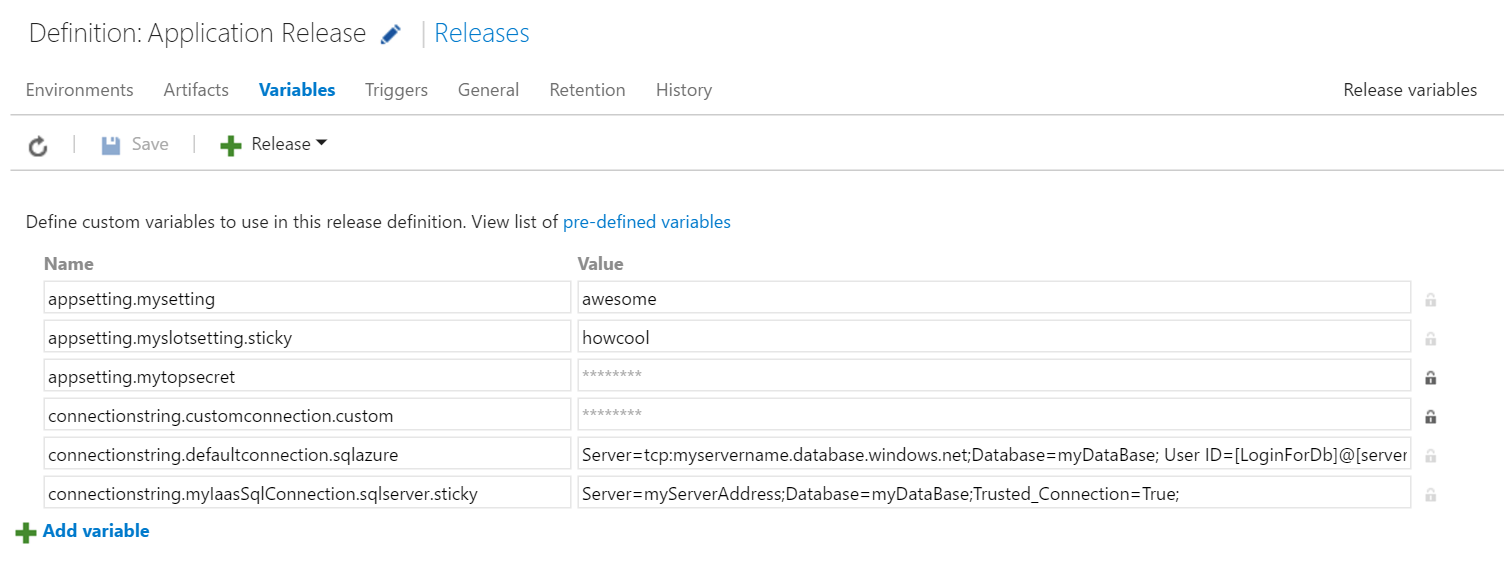 Definition: Application Release | Releases
Environments Artifacts Variables Triggers General Retention History Release variables
Save Release
Define custom variables to use in this release definition. View list of pre-defined variables
Name Value
appsetting.mysetting awesome
appsetting.myslotsetting.sticky howcool
appsetting.mytopsecret ********
connectionstring.customconnection.custom ********
connectionstring.defaultconnection.sqlazure Server=tcp:myservername.database.windows.net;Database=myDataBase; User ID=[LoginForDb]@[server
connectionstring.myIaasSqlConnection.sqlserver.sticky Server=myServerAddress;Database=myDataBase;Trusted_Connection=True;
Add variable